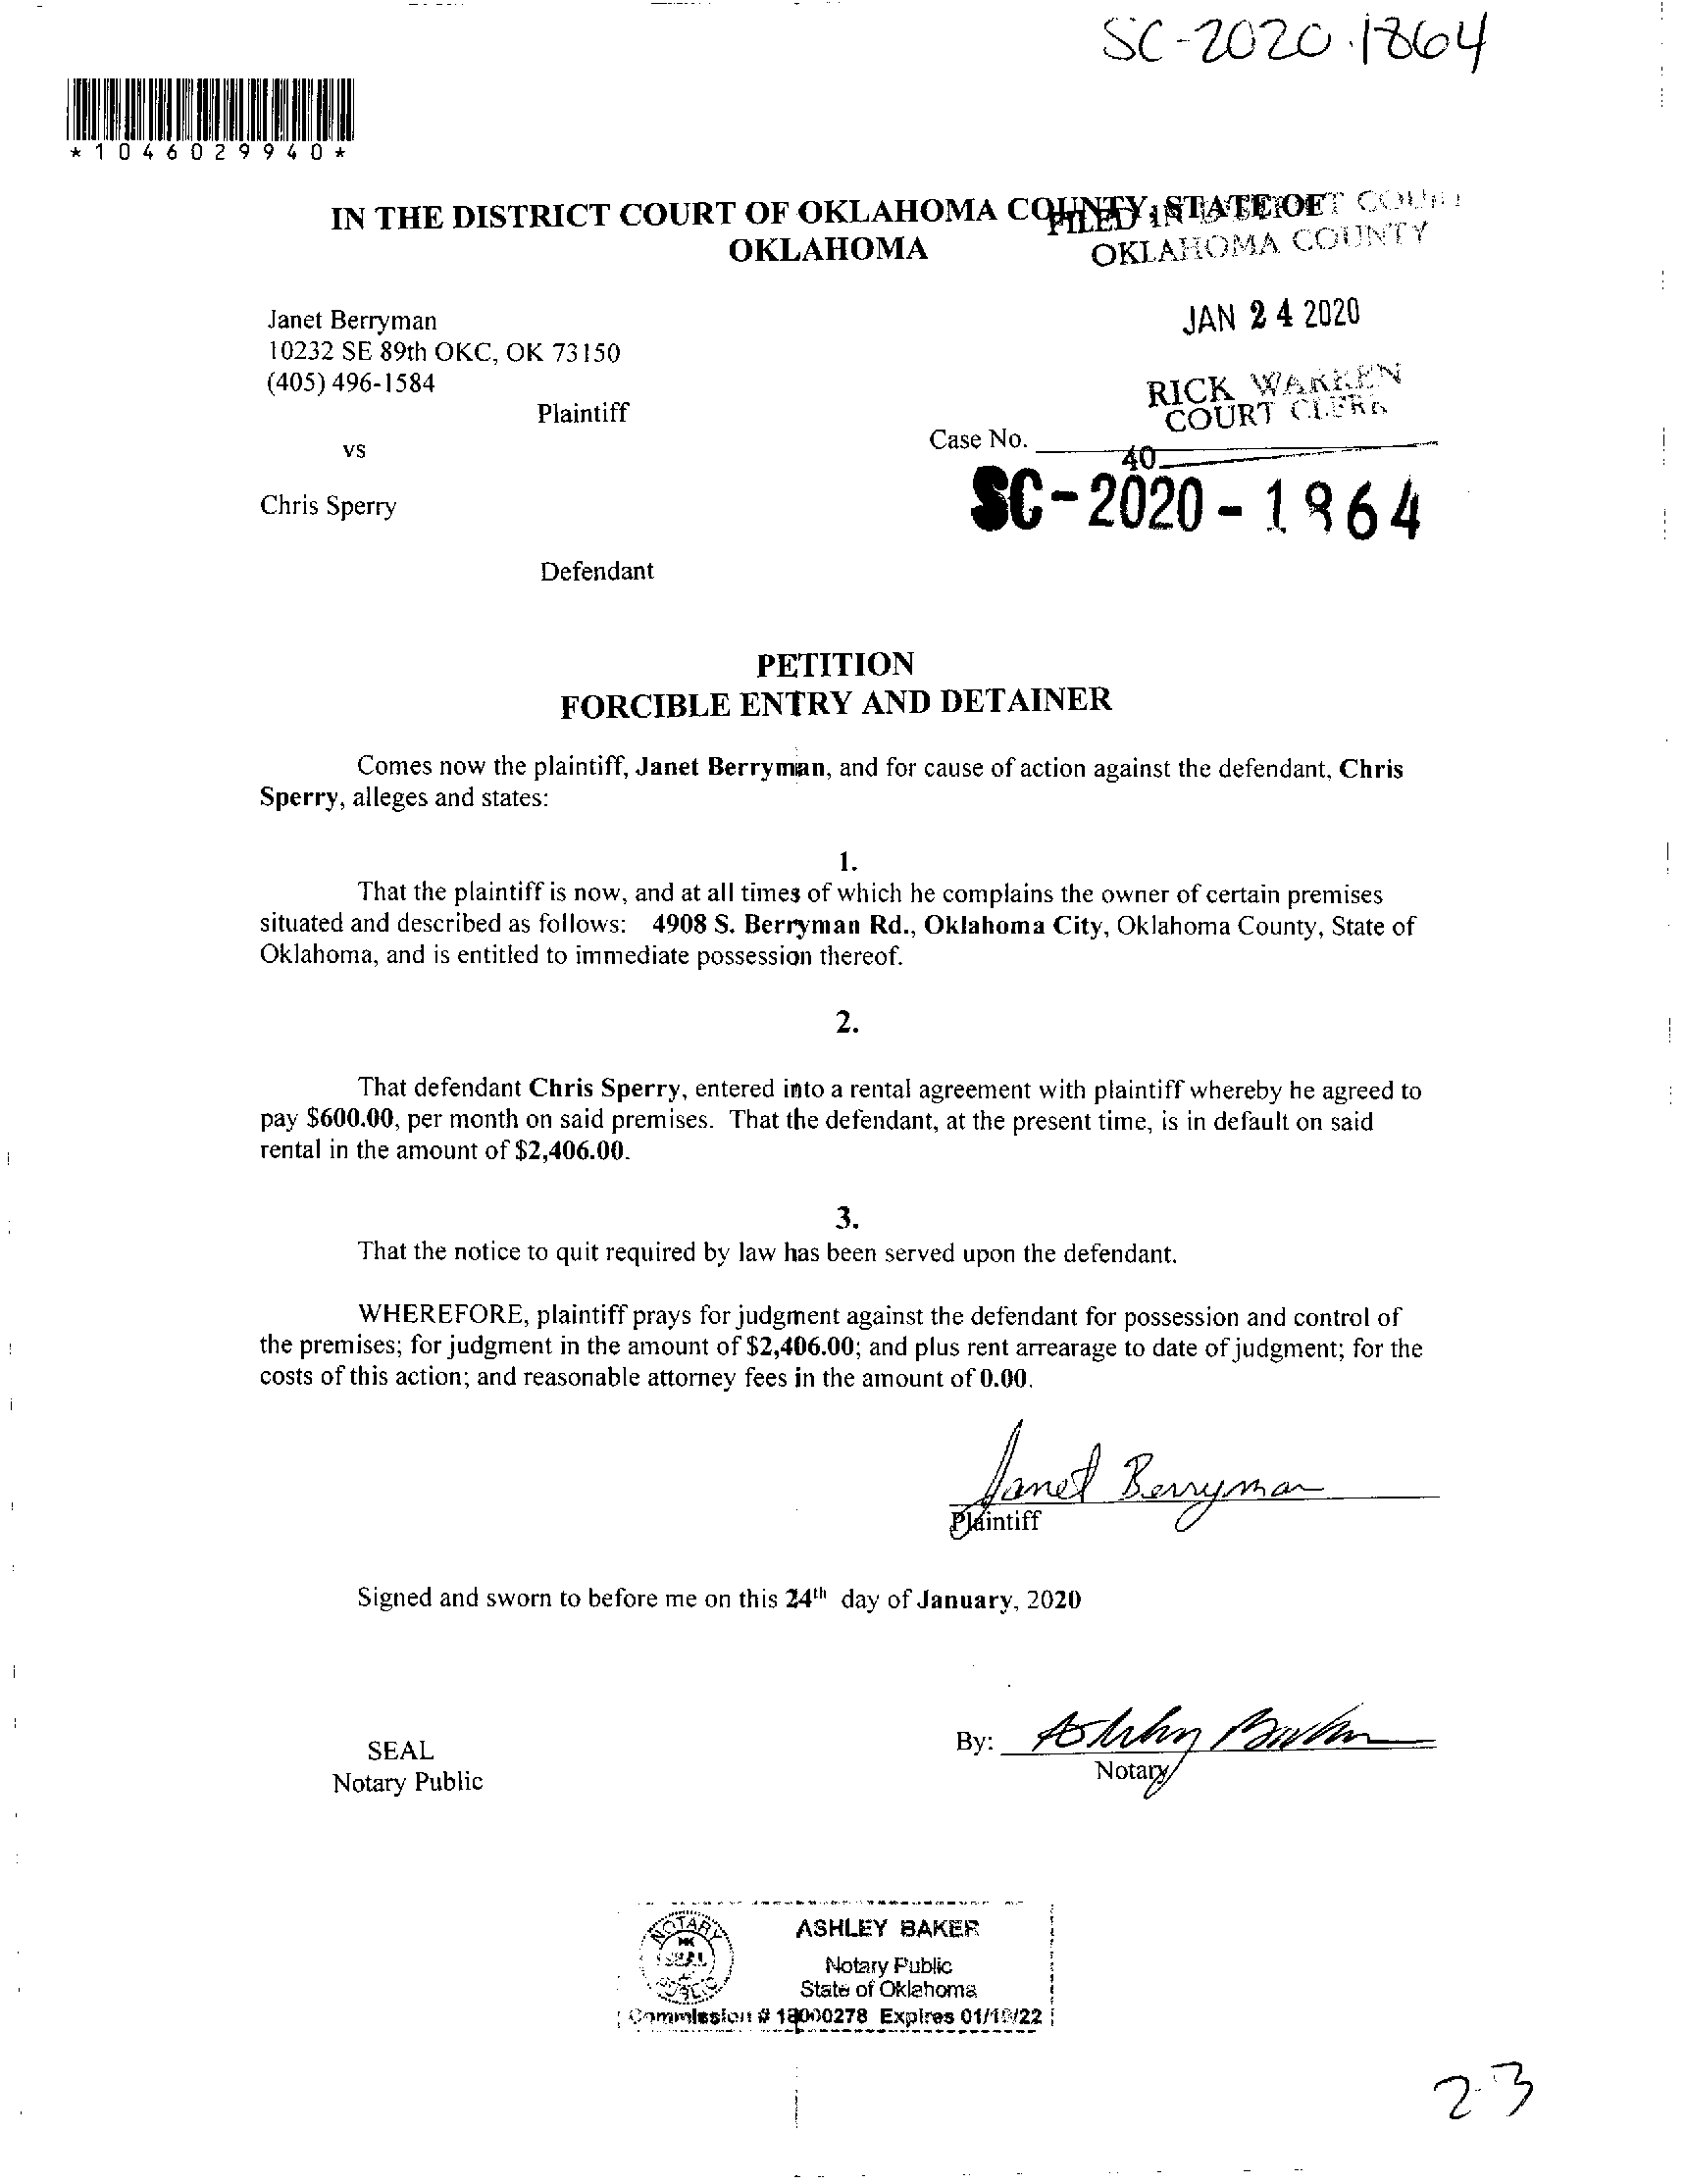 SC-2020-1864
*1046029940*
IN THE DISTRICT COURT OF OKLAHOMA COUNTY, STATE OF
OKLAHOMA
FILED IN DISTRICT COURT
OKLAHOMA COUNTY
JAN 24 2020
RICK WARREN
COURT CLERK
40
Janet Berryman
10232 SE 89th OKC, OK 73150
(405) 496-1584
Plaintiff
vs
Case No.
SC-2020-1864
Chris Sperry
Defendant
PETITION
FORCIBLE ENTRY AND DETAINER
Comes now the plaintiff, Janet Berryman, and for cause of action against the defendant, Chris
Sperry, alleges and states:
1.
That the plaintiff is now, and at all times of which he complains the owner of certain premises
situated and described as follows: 4908 S. Berryman Rd., Oklahoma City, Oklahoma County, State of
Oklahoma, and is entitled to immediate possession thereof.
2.
That defendant Chris Sperry, entered into a rental agreement with plaintiff whereby he agreed to
pay $600.00, per month on said premises. That the defendant, at the present time, is in default on said
rental in the amount of $2,406.00.
3.
That the notice to quit required by law has been served upon the defendant.
WHEREFORE, plaintiff prays for judgment against the defendant for possession and control of
the premises; for judgment in the amount of $2,406.00; and plus rent arrearage to date of judgment; for the
costs of this action; and reasonable attorney fees in the amount of 0.00.
Janet Berryman
Plaintiff
Signed and sworn to before me on this 24th day of January, 2020
By: Ashley Baker
Notary
SEAL
Notary Public
NOTARY
PUBLIC
ASHLEY BAKER
Notary Public
State of Oklahoma
Commission # 18000278 Expires 01/10/22
23